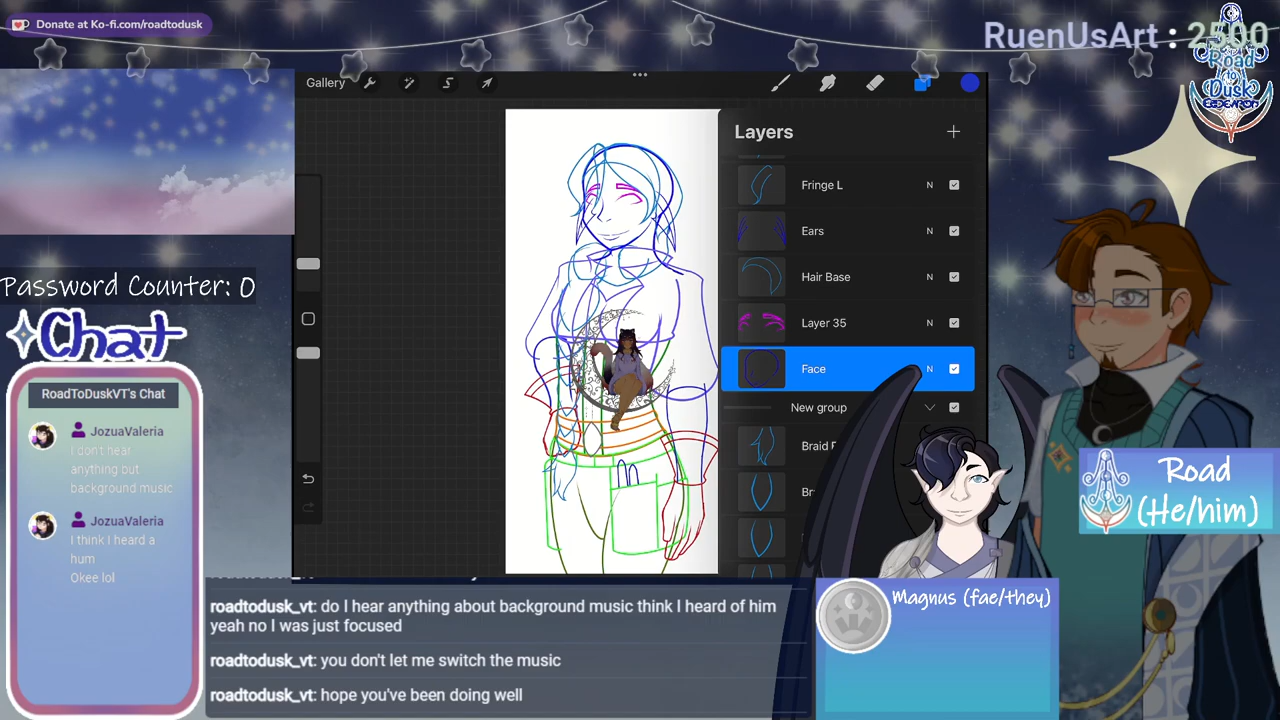 Donate at Ko-fi.com/roadtodusk
RuenUsArt : 2500
Road
to
Dusk
Gallery
Layers
Fringe L
N
Ears
N
Hair Base
N
Layer 35
N
Face
N
New group
Braid
Password Counter: 0
Chat
RoadToDuskVT's Chat
JozuaValeria
I don't hear
anything but
background music
JozuaValeria
I think I heard a
hum
Okee lol
roadtodusk_vt: do I hear anything about background music think I heard of him
yeah no I was just focused
roadtodusk_vt: you don't let me switch the music
roadtodusk_vt: hope you've been doing well
Magnus (fae/they)
Road
(He/him)